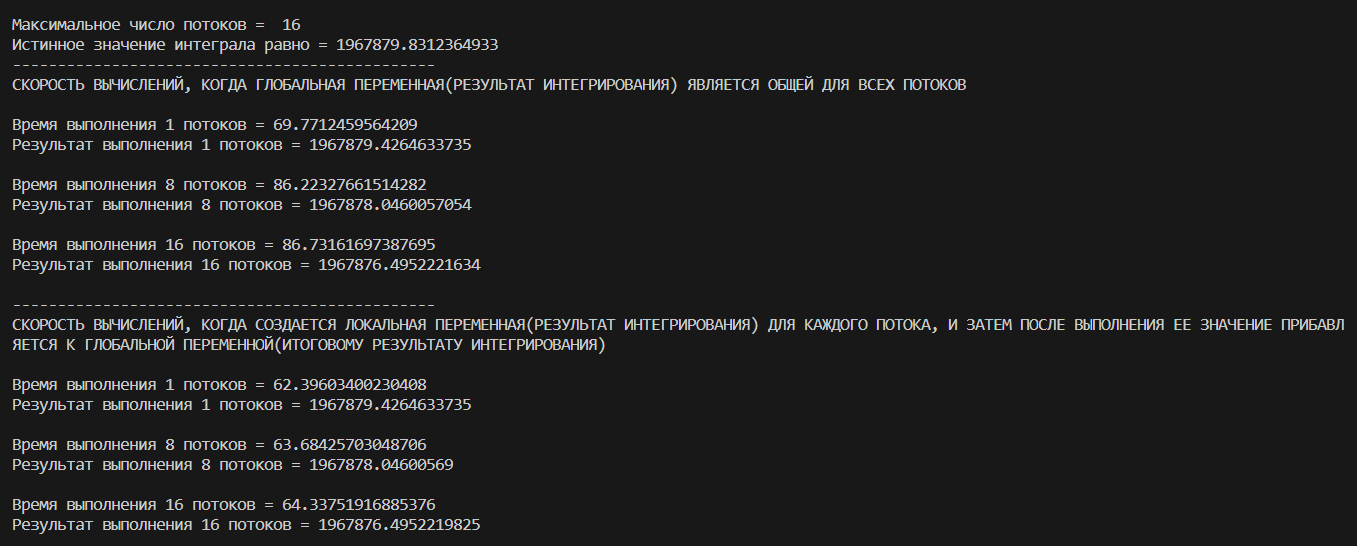 Максимальное число потоков =  16
Истинное значение интеграла равно = 1967879.8312364933
-----------------------------------------------
СКОРОСТЬ ВЫЧИСЛЕНИЙ, КОГДА ГЛОБАЛЬНАЯ ПЕРЕМЕННАЯ(РЕЗУЛЬТАТ ИНТЕГРИРОВАНИЯ) ЯВЛЯЕТСЯ ОБЩЕЙ ДЛЯ ВСЕХ ПОТОКОВ
Время выполнения 1 потоков = 69.7712459564209
Результат выполнения 1 потоков = 1967879.4264633735
Время выполнения 8 потоков = 86.22327661514282
Результат выполнения 8 потоков = 1967878.0460057054
Время выполнения 16 потоков = 86.73161697387695
Результат выполнения 16 потоков = 1967876.4952221634
-----------------------------------------------
СКОРОСТЬ ВЫЧИСЛЕНИЙ, КОГДА СОЗДАЕТСЯ ЛОКАЛЬНАЯ ПЕРЕМЕННАЯ(РЕЗУЛЬТАТ ИНТЕГРИРОВАНИЯ) ДЛЯ КАЖДОГО ПОТОКА, И ЗАТЕМ ПОСЛЕ ВЫПОЛНЕНИЯ ЕЕ ЗНАЧЕНИЕ ПРИБАВЛ
ЯЕТСЯ К ГЛОБАЛЬНОЙ ПЕРЕМЕННОЙ(ИТОГОВОМУ РЕЗУЛЬТАТУ ИНТЕГРИРОВАНИЯ)
Время выполнения 1 потоков = 62.39603400230408
Результат выполнения 1 потоков = 1967879.4264633735
Время выполнения 8 потоков = 63.68425703048706
Результат выполнения 8 потоков = 1967878.04600569
Время выполнения 16 потоков = 64.33751916885376
Результат выполнения 16 потоков = 1967876.4952219825